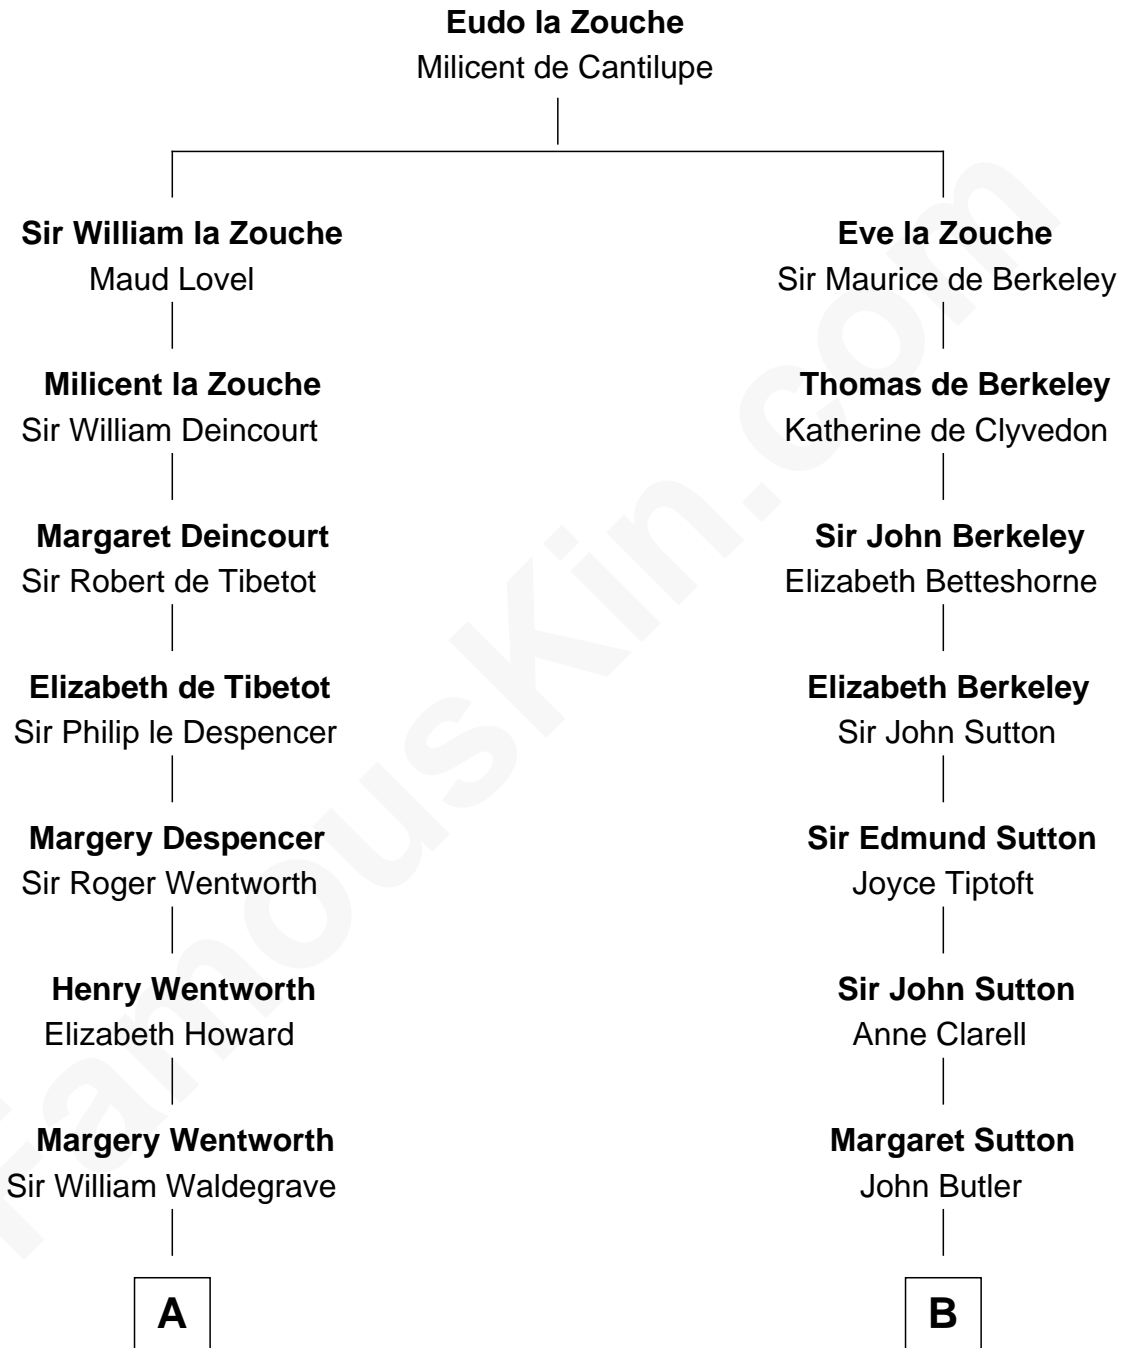 Eudo la Zouche
Milicent de Cantilupe
Sir William la Zouche
Maud Lovel
Milicent la Zouche
Sir William Deincourt
Margaret Deincourt
Sir Robert de Tibetot
Elizabeth de Tibetot
Sir Philip le Despencer
Margery Despencer
Sir Roger Wentworth
Henry Wentworth
Elizabeth Howard
Margery Wentworth
Sir William Waldegrave
A
Eve la Zouche
Sir Maurice de Berkeley
Thomas de Berkeley
Katherine de Clyvedon
Sir John Berkeley
Elizabeth Betteshorne
Elizabeth Berkeley
Sir John Sutton
Sir Edmund Sutton
Joyce Tiptoft
Sir John Sutton
Anne Clarell
Margaret Sutton
John Butler
B
FamousKin.com